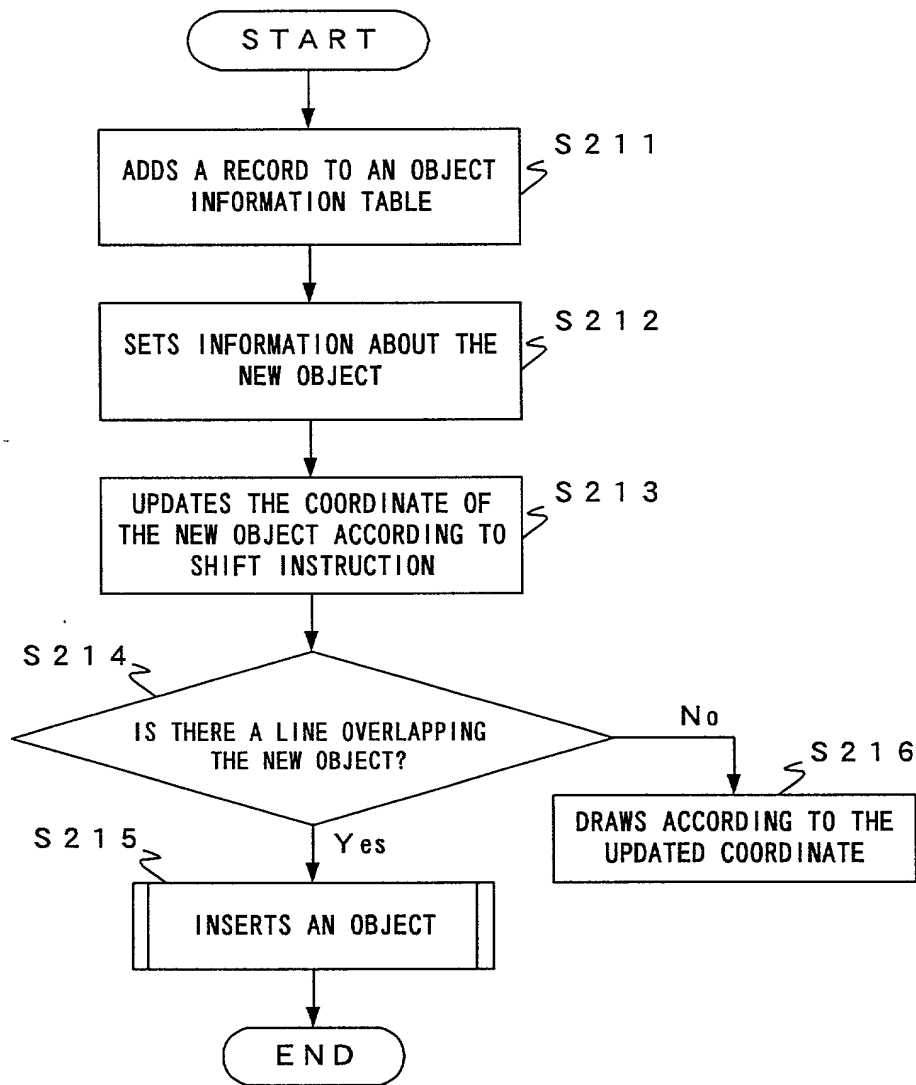 START
S211
ADDS A RECORD TO AN OBJECT
INFORMATION TABLE
S212
SETS INFORMATION ABOUT THE
NEW OBJECT
S213
UPDATES THE COORDINATE OF
THE NEW OBJECT ACCORDING TO
SHIFT INSTRUCTION
S214
IS THERE A LINE OVERLAPPING
THE NEW OBJECT?
No
S216
DRAWS ACCORDING TO THE
UPDATED COORDINATE
Yes
S215
INSERTS AN OBJECT
END